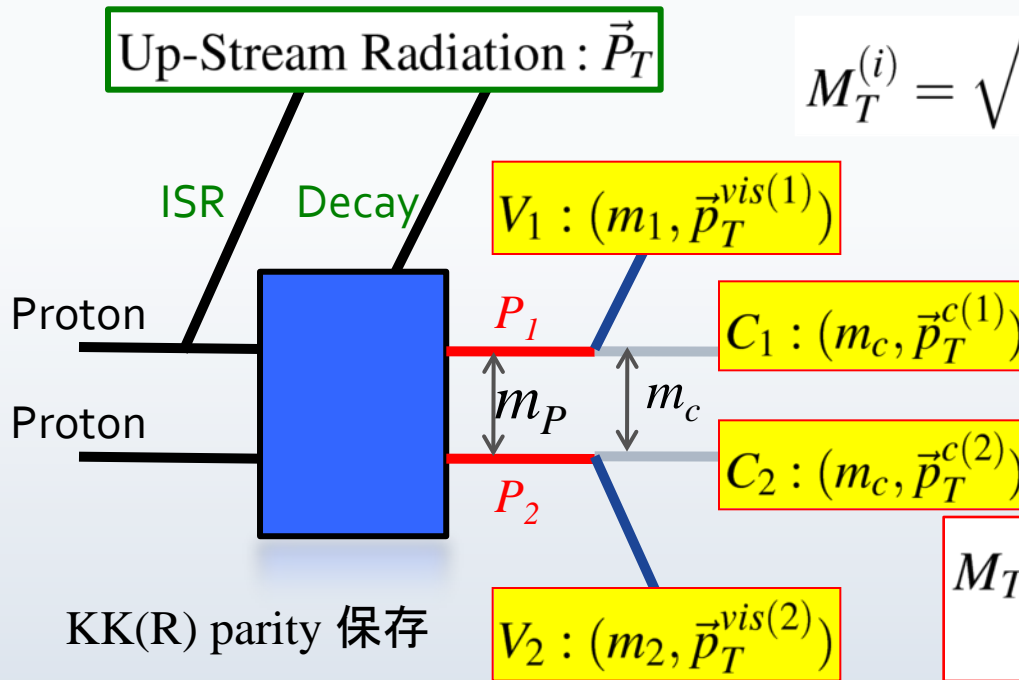 Up-Stream Radiation : \vec{P}_T
M_T^{(i)} = \sqrt
ISR
Decay
V_1 : (m_1, \vec{p}_T^{vis(1)})
Proton
P_1
C_1 : (m_c, \vec{p}_T^{c(1)})
m_P
m_c
Proton
P_2
C_2 : (m_c, \vec{p}_T^{c(2)})
M_T
KK(R) parity 保存
V_2 : (m_2, \vec{p}_T^{vis(2)})